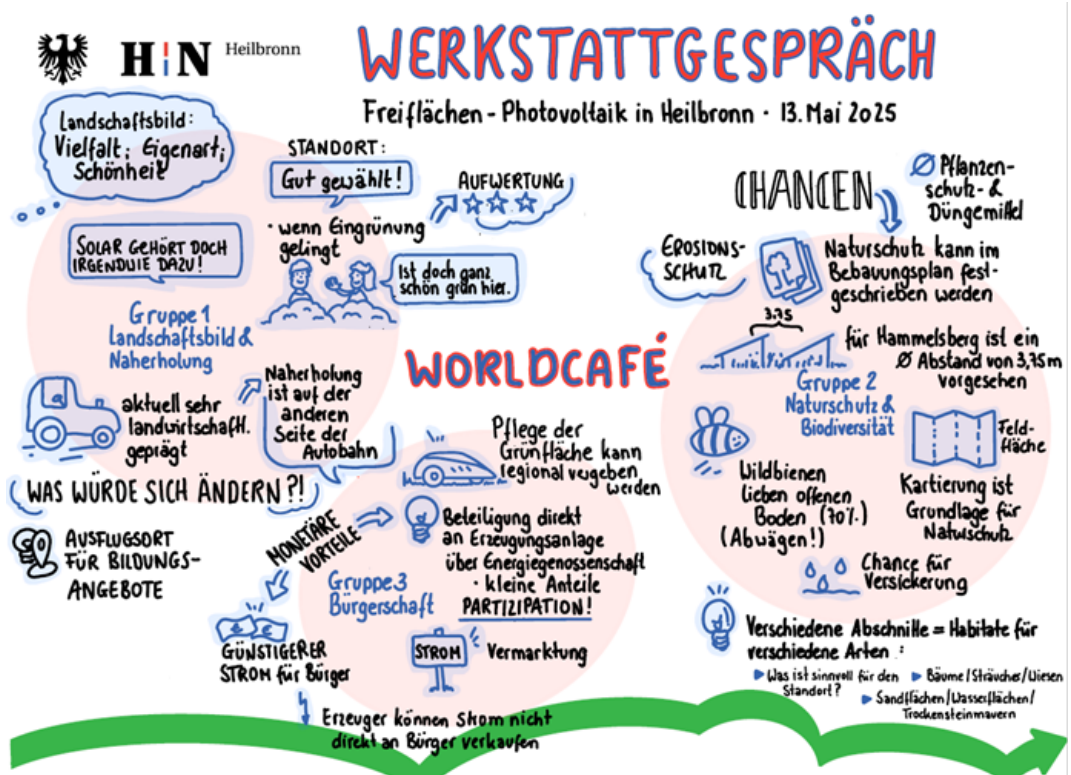 HN Heilbronn
WERKSTATTGESPRÄCH
Freiflächen-Photovoltaik in Heilbronn · 13. Mai 2025
Landschaftsbild:
Vielfalt; Eigenart;
Schönheit
STANDORT:
Gut gewählt!
· wenn Eingrünung
gelingt
AUFWERTUNG
SOLAR GEHÖRT DOCH
IRGENDWIE DAZU!
Ist doch ganz
schön grün hier.
Gruppe 1
Landschaftsbild &
Naherholung
aktuell sehr
landwirtschaftl.
geprägt
Naherholung
ist auf der
anderen
Seite der
Autobahn
WAS WÜRDE SICH ÄNDERN?!
AUSFLUGSORT
FÜR BILDUNGS-
ANGEBOTE
WORLDCAFÉ
Pflege der
Grünfläche kann
regional vergeben
werden
MONETÄRE
VORTEILE
Beteiligung direkt
an Erzeugungsanlage
über Energiegenossenschaft
· kleine Anteile
PARTIZIPATION!
Gruppe 3
Bürgerschaft
€ €
GÜNSTIGERER
STROM für Bürger
STROM
Vermarktung
Erzeuger können Strom nicht
direkt an Bürger verkaufen
CHANCEN
Ø Pflanzen-
schutz- &
Düngemittel
EROSIONS-
SCHUTZ
Naturschutz kann im
Bebauungsplan fest-
geschrieben werden
3.75
für Hammelsberg ist ein
Ø Abstand von 3,75m
vorgesehen
Gruppe 2
Naturschutz &
Biodiversität
Wildbienen
lieben offenen
Boden (70%)
(Abwägen!)
Feld-
fläche
Kartierung ist
Grundlage für
Naturschutz
Chance für
Versickerung
Verschiedene Abschnitte = Habitate für
verschiedene Arten :
Was ist sinnvoll für den
Standort?
Bäume/Sträucher/Wiesen
Sandflächen/Wasserflächen/
Trockensteinmauern